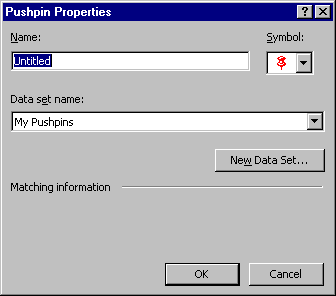 Pushpin Properties
Name:
Symbol:
Untitled
Data set name:
My Pushpins
New Data Set...
Matching information
OK
Cancel